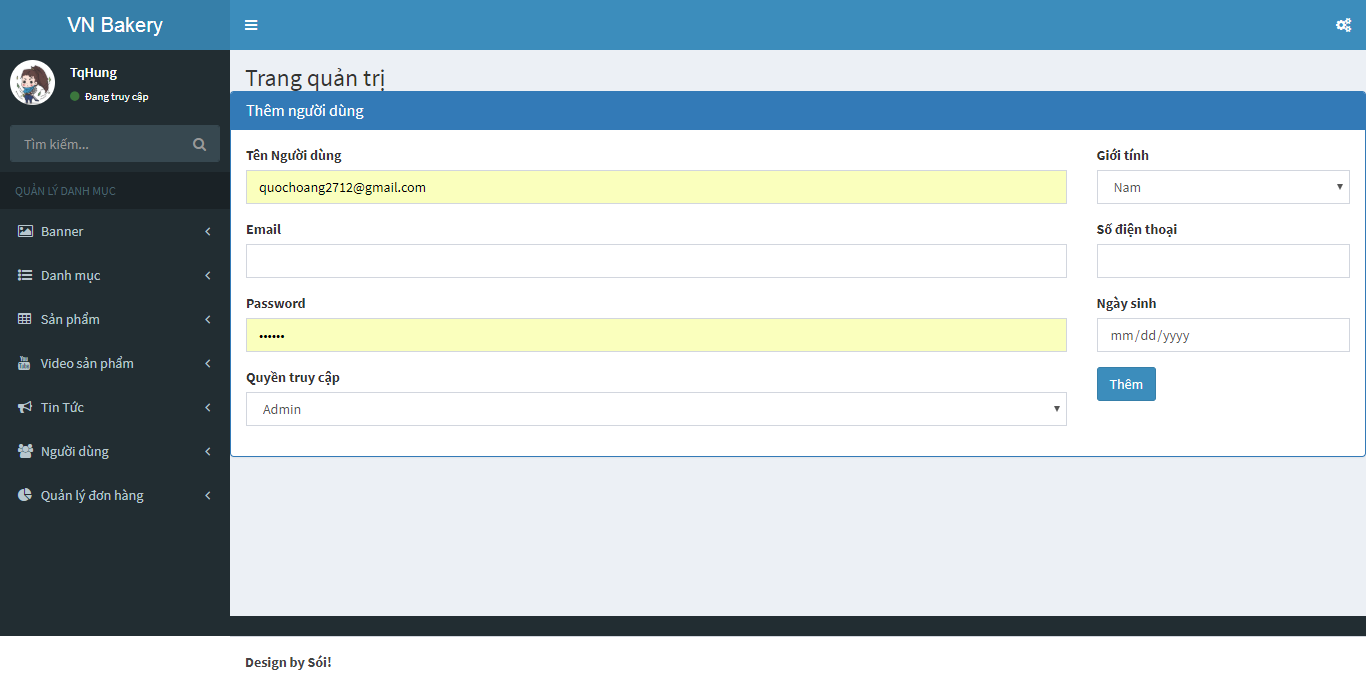 VN Bakery
TqHung
Đang truy cập
Tìm kiếm...
QUẢN LÝ DANH MỤC
Banner
Danh mục
Sản phẩm
Video sản phẩm
Tin Tức
Người dùng
Quản lý đơn hàng
Trang quản trị
Thêm người dùng
Tên Người dùng
quochoang2712@gmail.com
Email
Password
••••••
Quyền truy cập
Admin
Giới tính
Nam
Số điện thoại
Ngày sinh
mm/dd/yyyy
Thêm
Design by Sói!